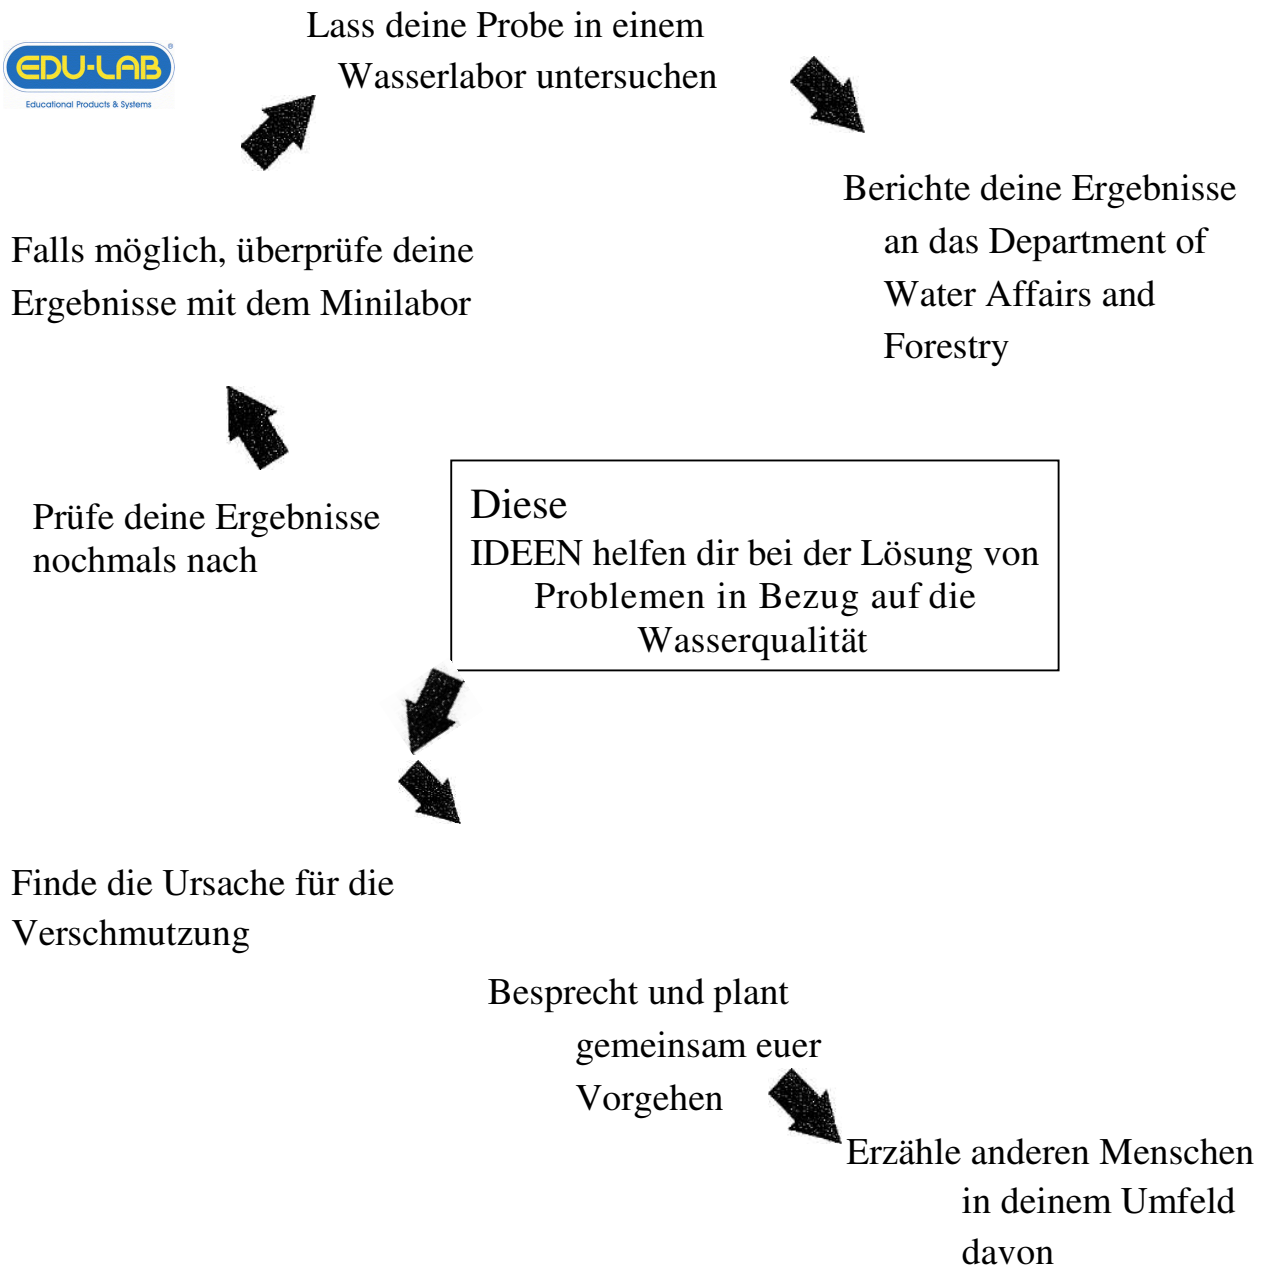 Lass deine Probe in einem
Wasserlabor untersuchen
EDU-LAB
®
Educational Products & Systems
Berichte deine Ergebnisse
an das Department of
Water Affairs and
Forestry
Falls möglich, überprüfe deine
Ergebnisse mit dem Minilabor
Prüfe deine Ergebnisse
nochmals nach
Diese
IDEEN helfen dir bei der Lösung von
Problemen in Bezug auf die
Wasserqualität
Finde die Ursache für die
Verschmutzung
Besprecht und plant
gemeinsam euer
Vorgehen
Erzähle anderen Menschen
in deinem Umfeld
davon